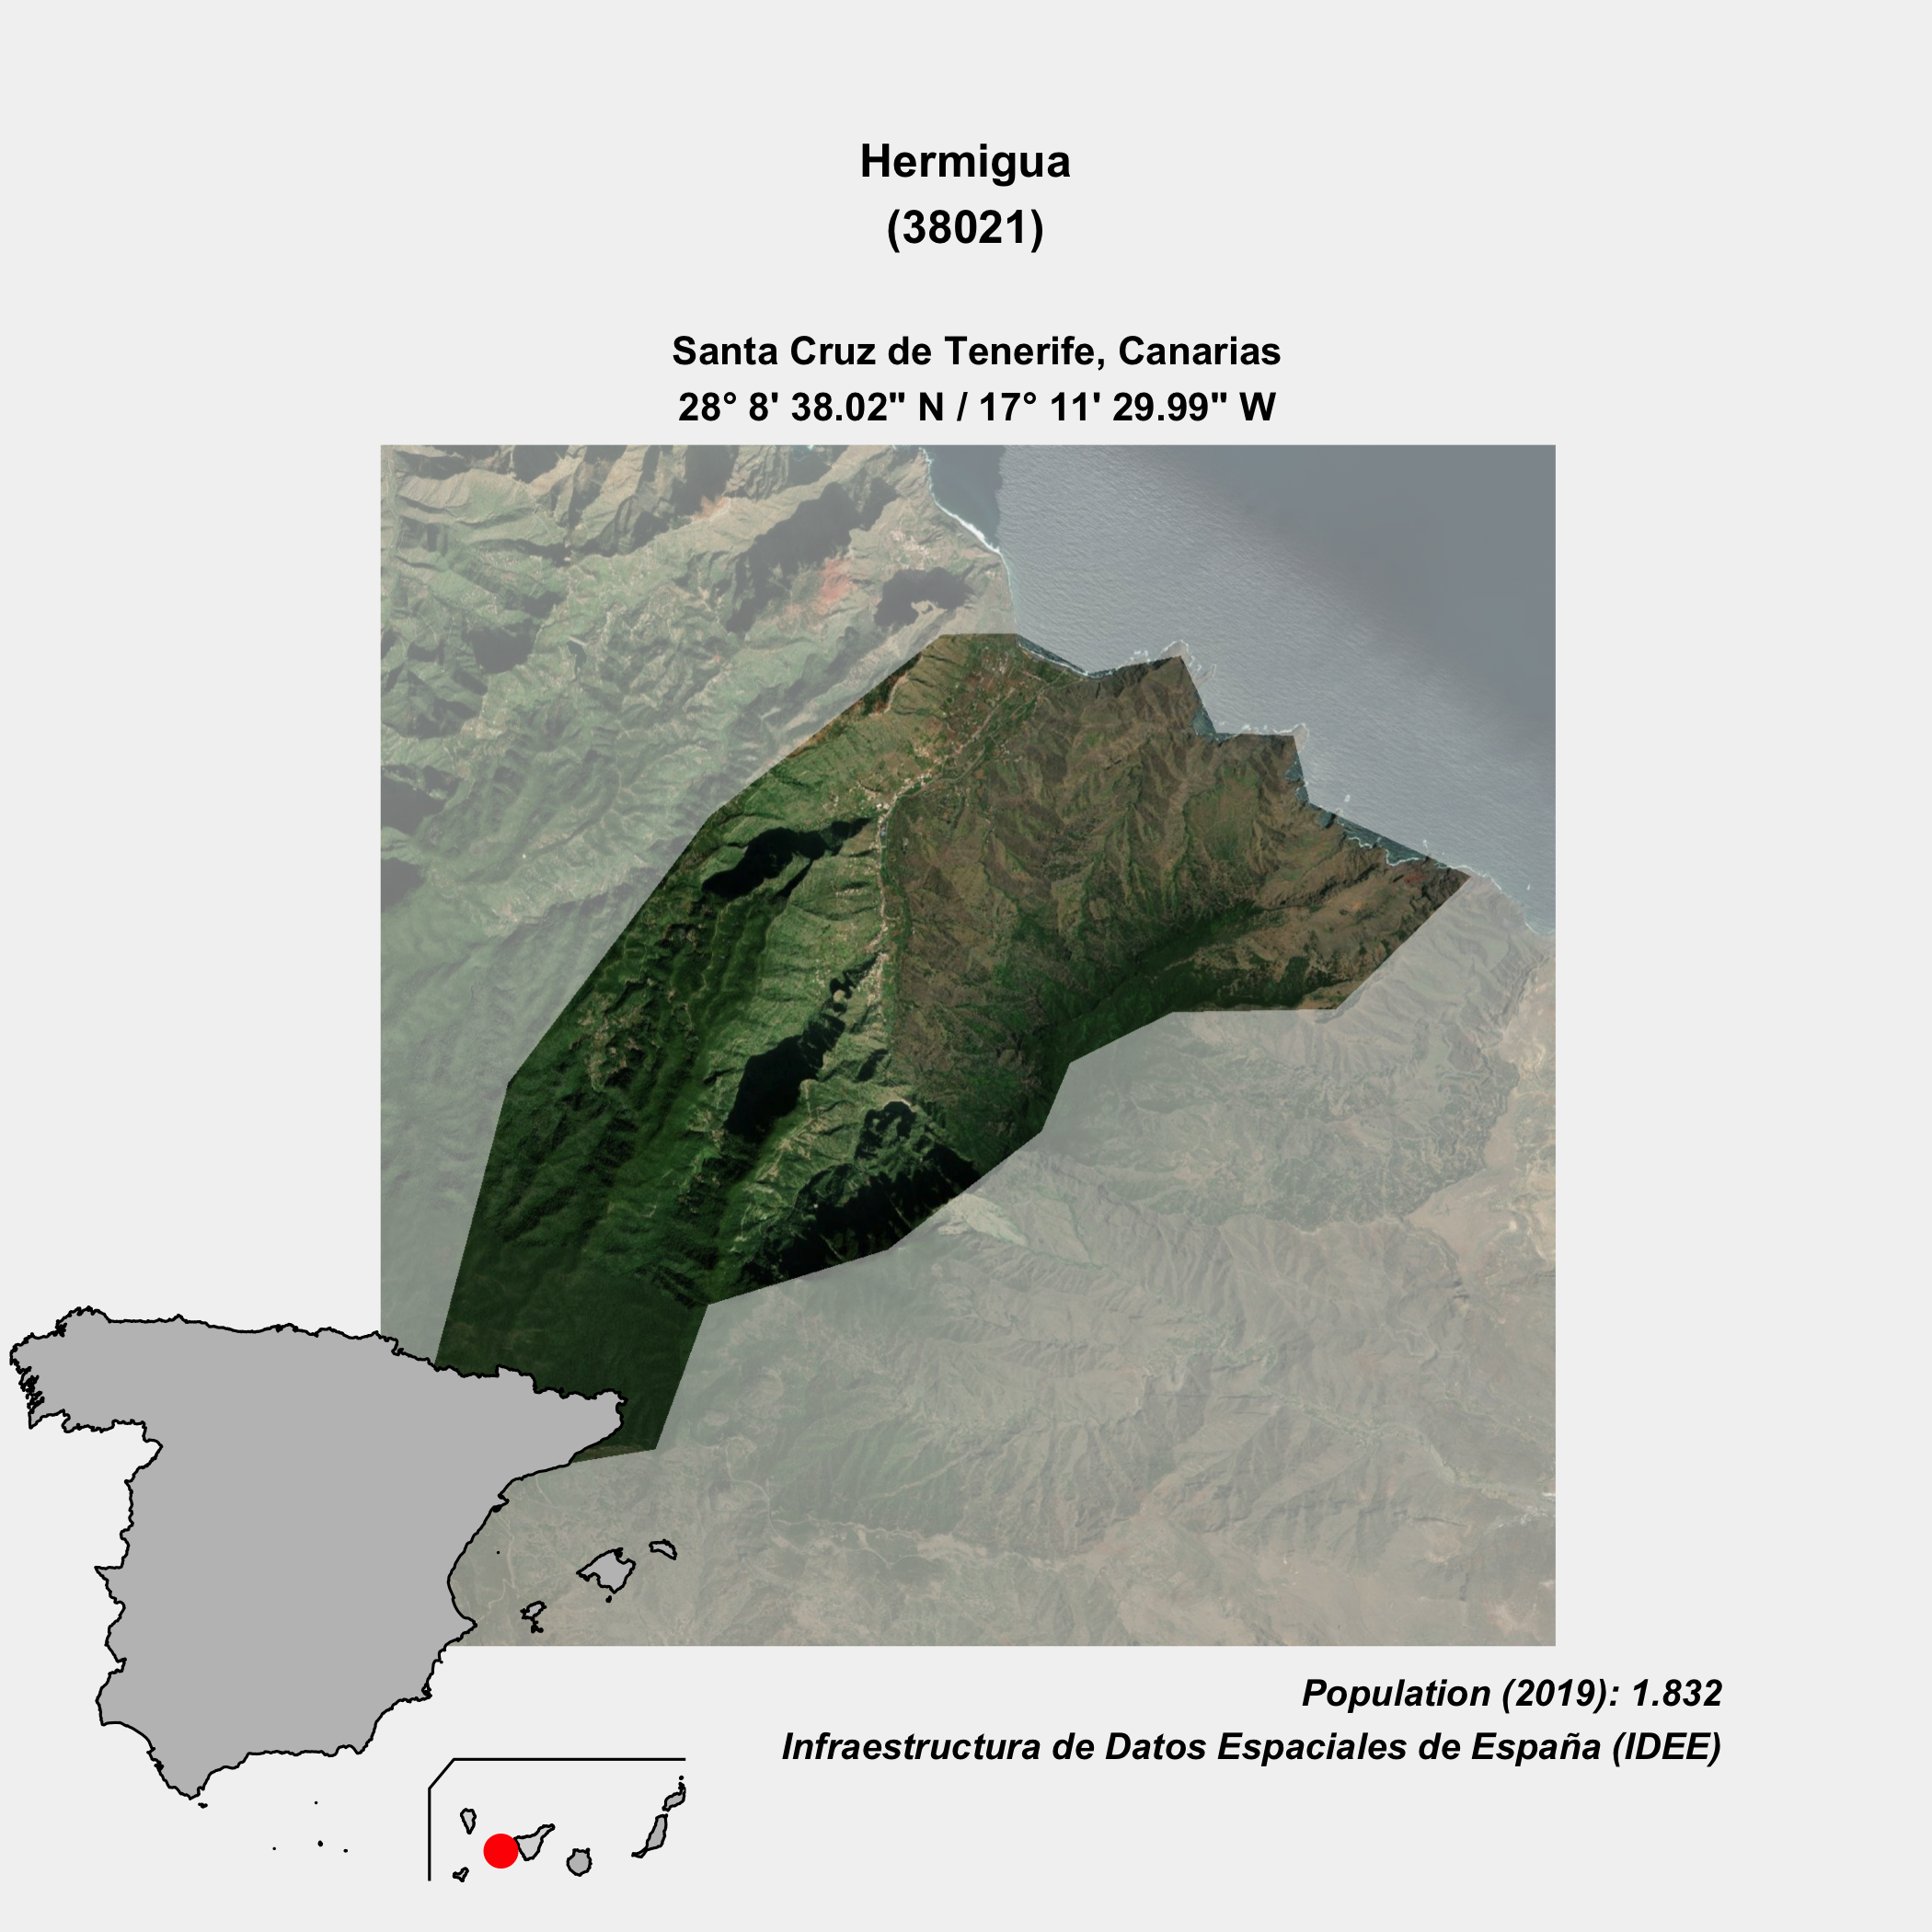 Hermigua
(38021)
Santa Cruz de Tenerife, Canarias
28° 8' 38.02" N / 17° 11' 29.99" W
Population (2019): 1.832
Infraestructura de Datos Espaciales de España (IDEE)